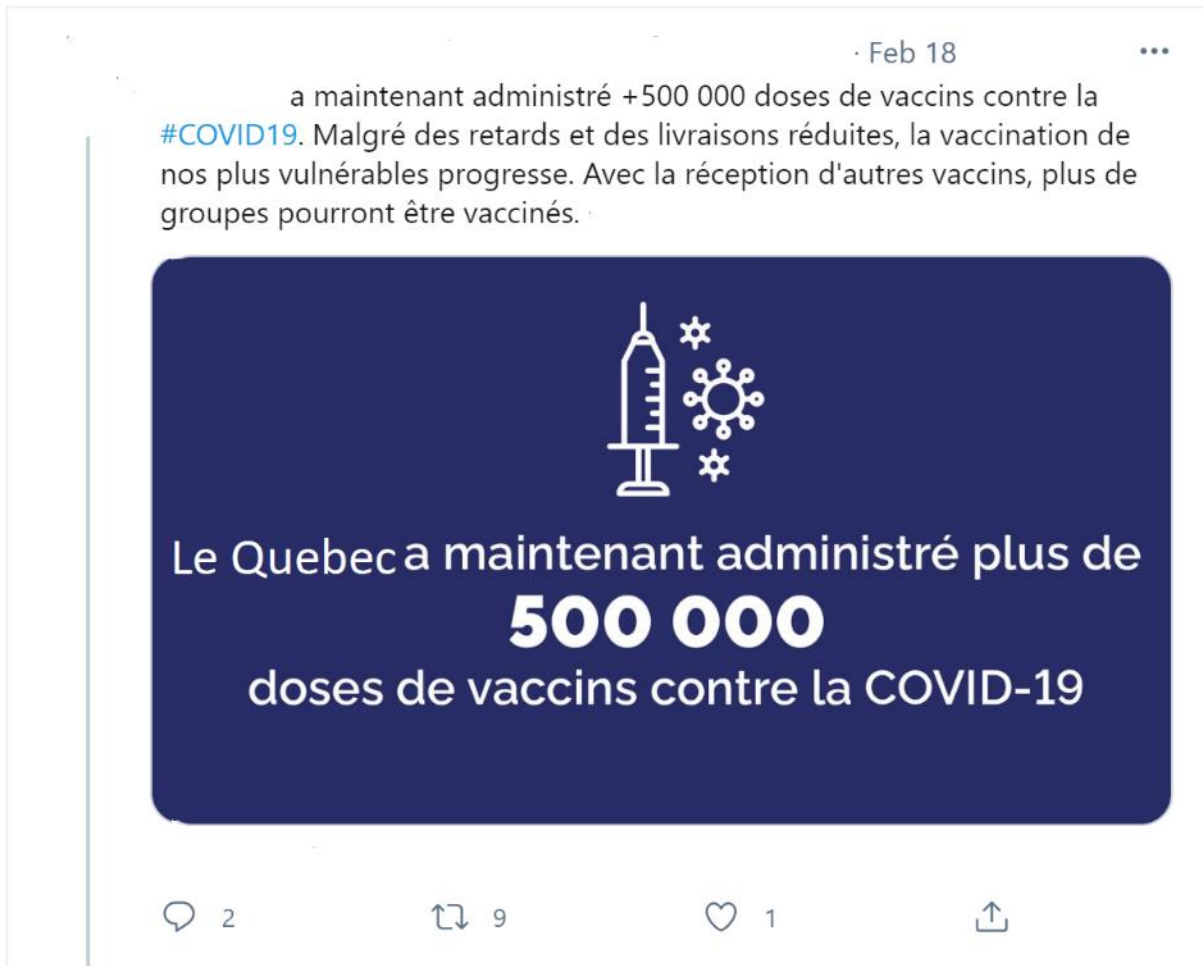 · Feb 18
a maintenant administré +500 000 doses de vaccins contre la
#COVID19. Malgré des retards et des livraisons réduites, la vaccination de
nos plus vulnérables progresse. Avec la réception d'autres vaccins, plus de
groupes pourront être vaccinés.
Le Quebec a maintenant administré plus de
500 000
doses de vaccins contre la COVID-19
2 9 1